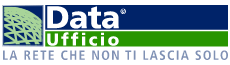 Data®
Ufficio
LA RETE CHE NON TI LASCIA SOLO